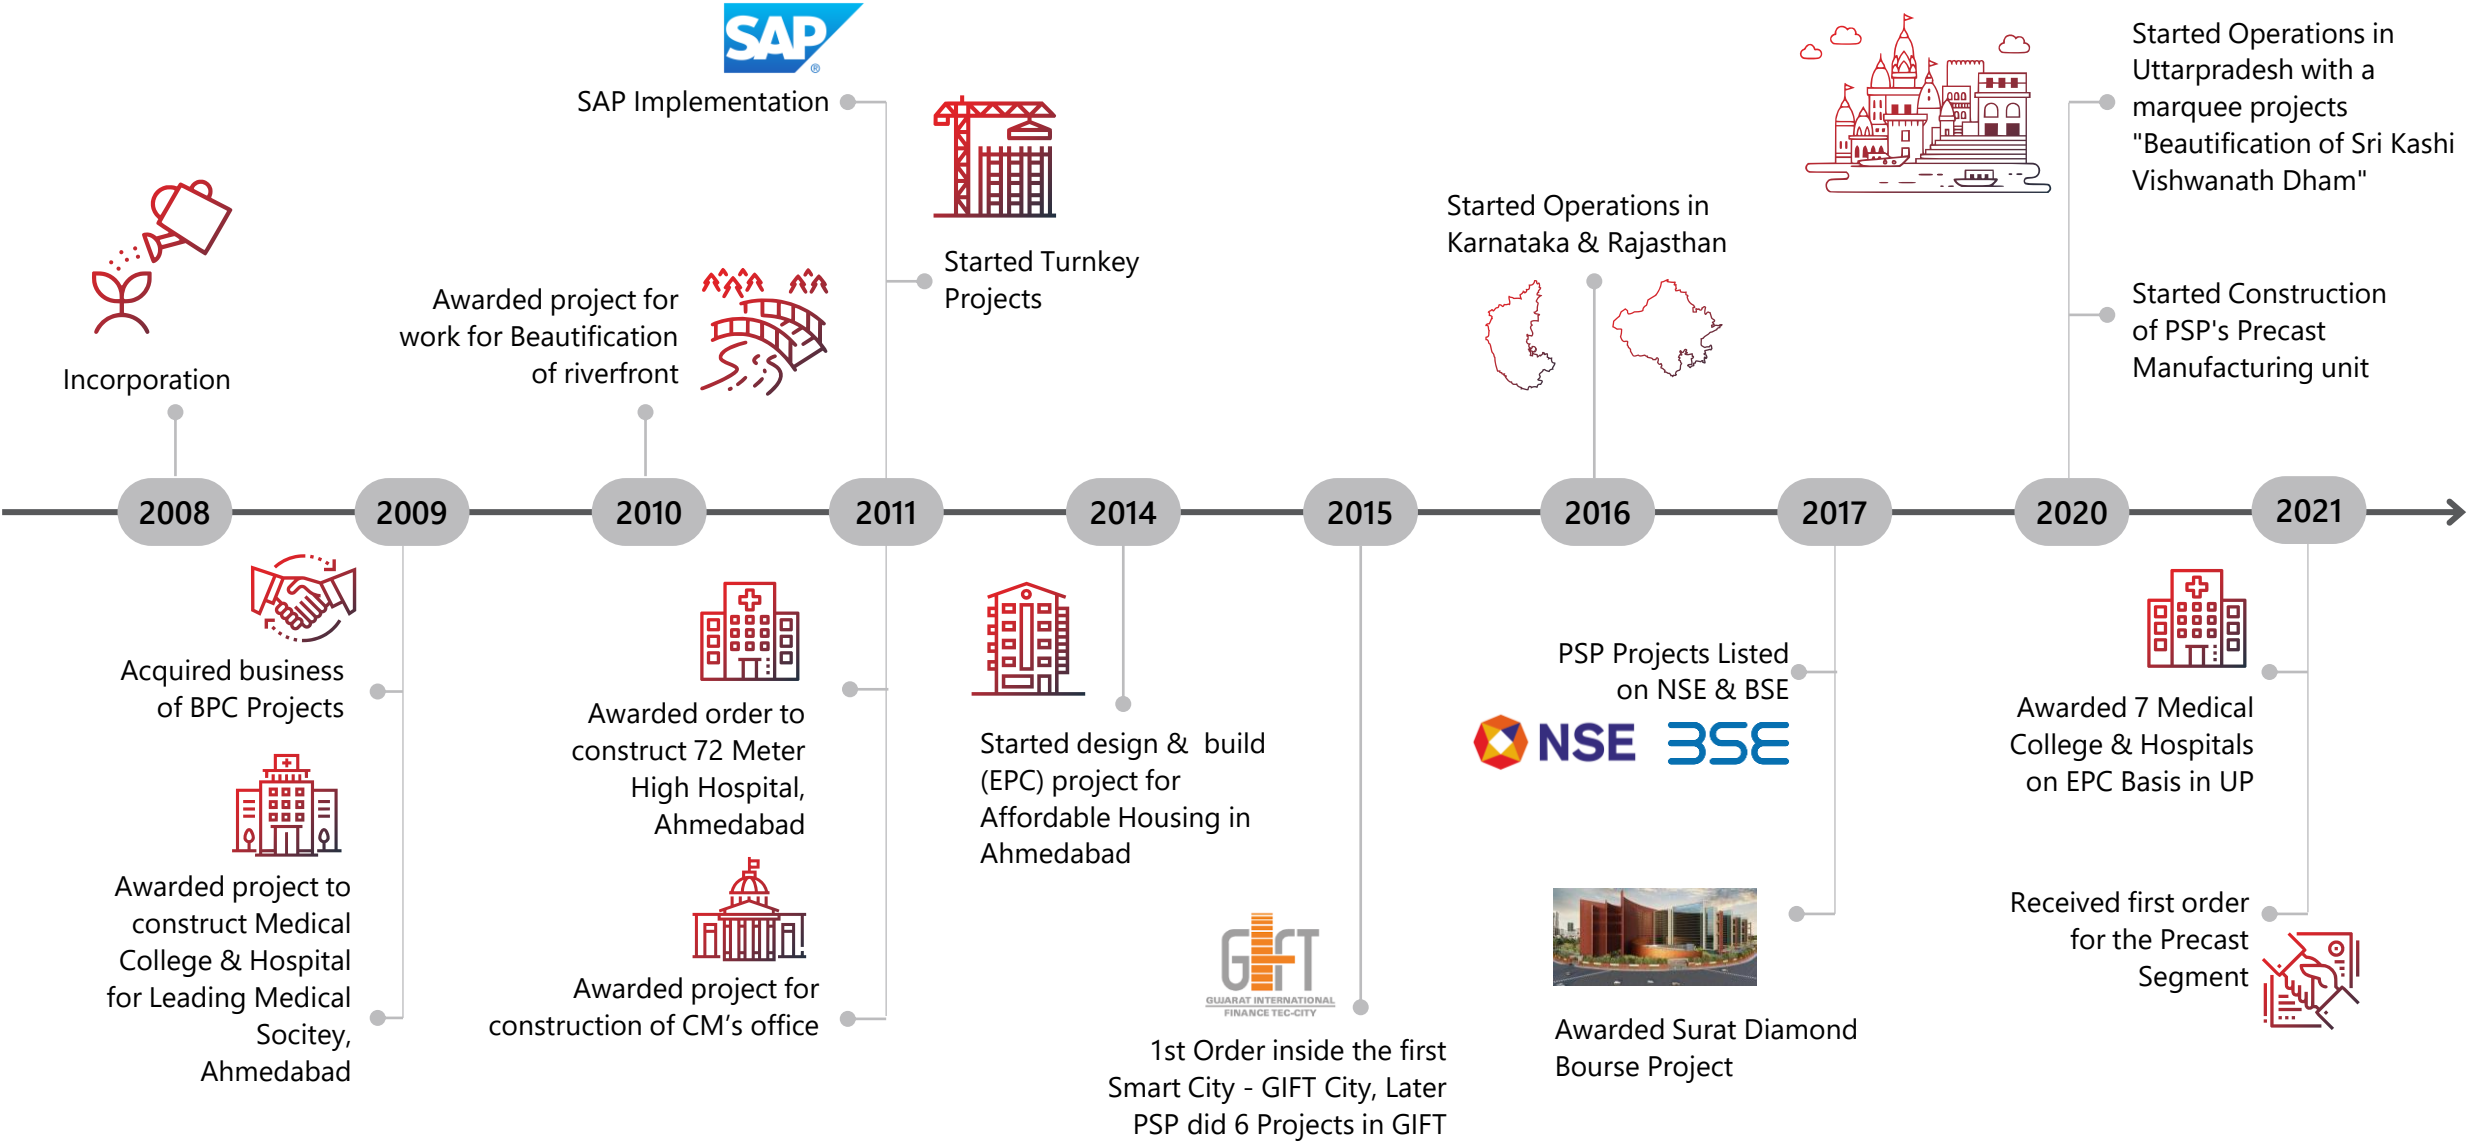 SAP
®
SAP Implementation
Started Turnkey
Projects
Incorporation
Awarded project for
work for Beautification
of riverfront
Started Operations in
Karnataka & Rajasthan
Started Operations in
Uttarpradesh with a
marquee projects
"Beautification of Sri Kashi
Vishwanath Dham"
Started Construction
of PSP's Precast
Manufacturing unit
2008
2009
2010
2011
2014
2015
2016
2017
2020
2021
Acquired business
of BPC Projects
Awarded project to
construct Medical
College & Hospital
for Leading Medical
Socitey,
Ahmedabad
Awarded order to
construct 72 Meter
High Hospital,
Ahmedabad
Awarded project for
construction of CM’s office
Started design &  build
(EPC) project for
Affordable Housing in
Ahmedabad
GIFT
GUJARAT INTERNATIONAL
FINANCE TEC-CITY
1st Order inside the first
Smart City - GIFT City, Later
PSP did 6 Projects in GIFT
PSP Projects Listed
on NSE & BSE
NSE
BSE
Awarded Surat Diamond
Bourse Project
Awarded 7 Medical
College & Hospitals
on EPC Basis in UP
Received first order
for the Precast
Segment